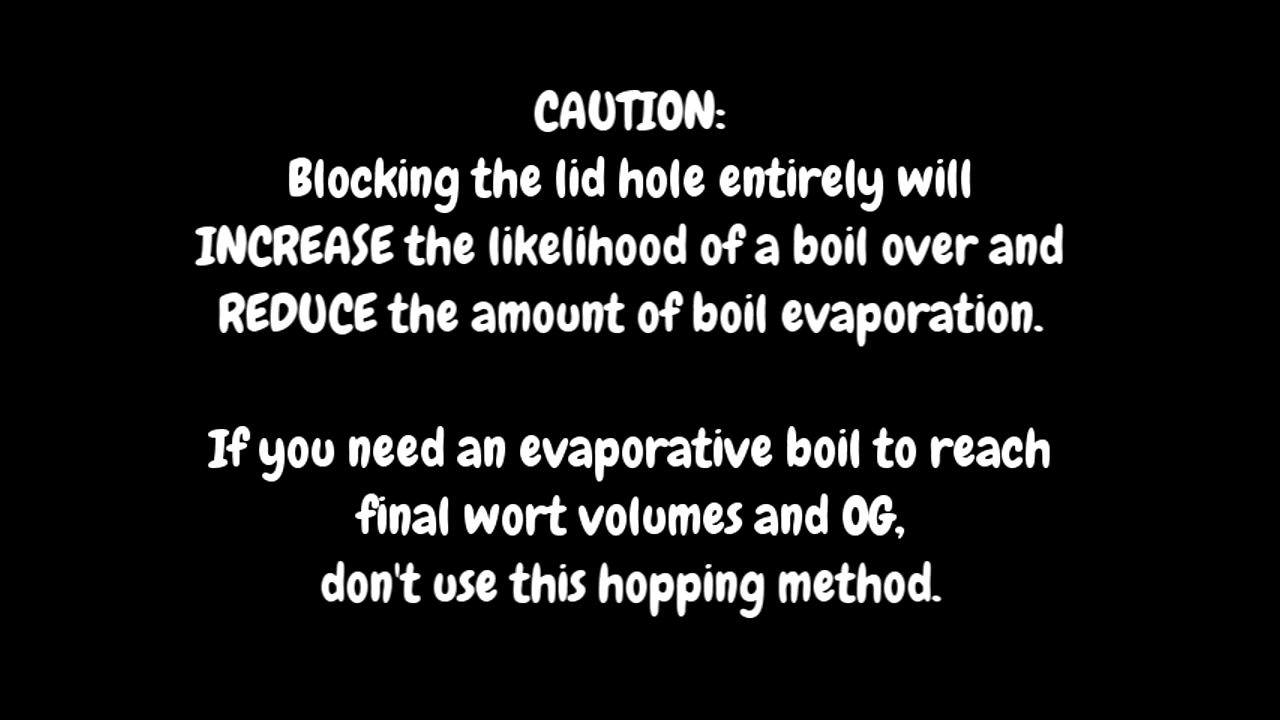 CAUTION:
Blocking the lid hole entirely will
INCREASE the likelihood of a boil over and
REDUCE the amount of boil evaporation.
If you need an evaporative boil to reach
final wort volumes and OG,
don't use this hopping method.